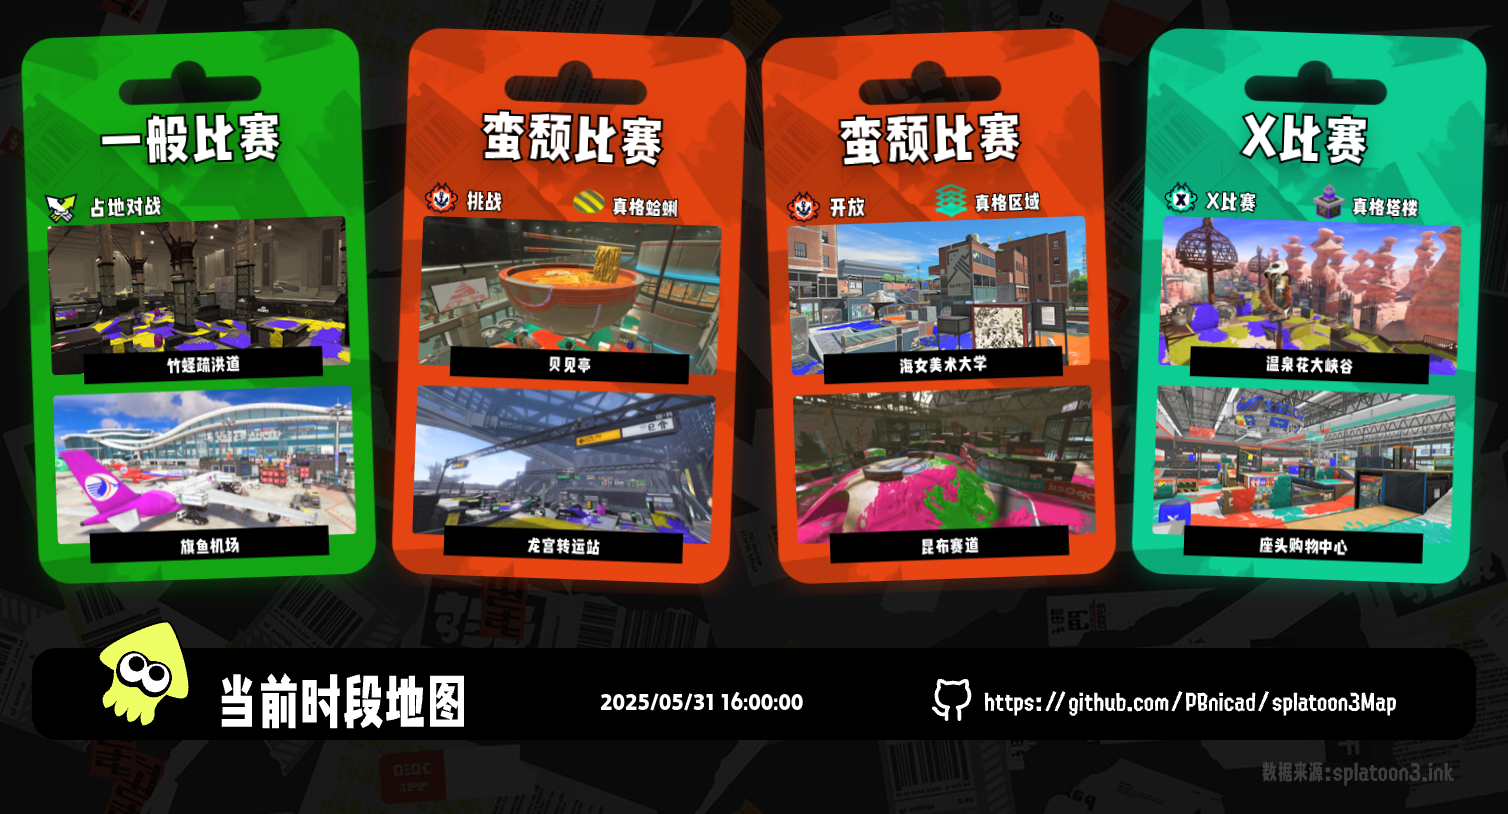 一般比赛
占地对战
竹蛏疏洪道
旗鱼机场
蛮颓比赛
挑战
真格蛤蜊
贝贝亭
龙宫转运站
蛮颓比赛
开放
真格区域
海女美术大学
昆布赛道
X比赛
X比赛
真格塔楼
温泉花大峡谷
座头购物中心
当前时段地图
2025/05/31 16:00:00
https://github.com/PBnicad/splatoon3Map
数据来源:splatoon3.ink